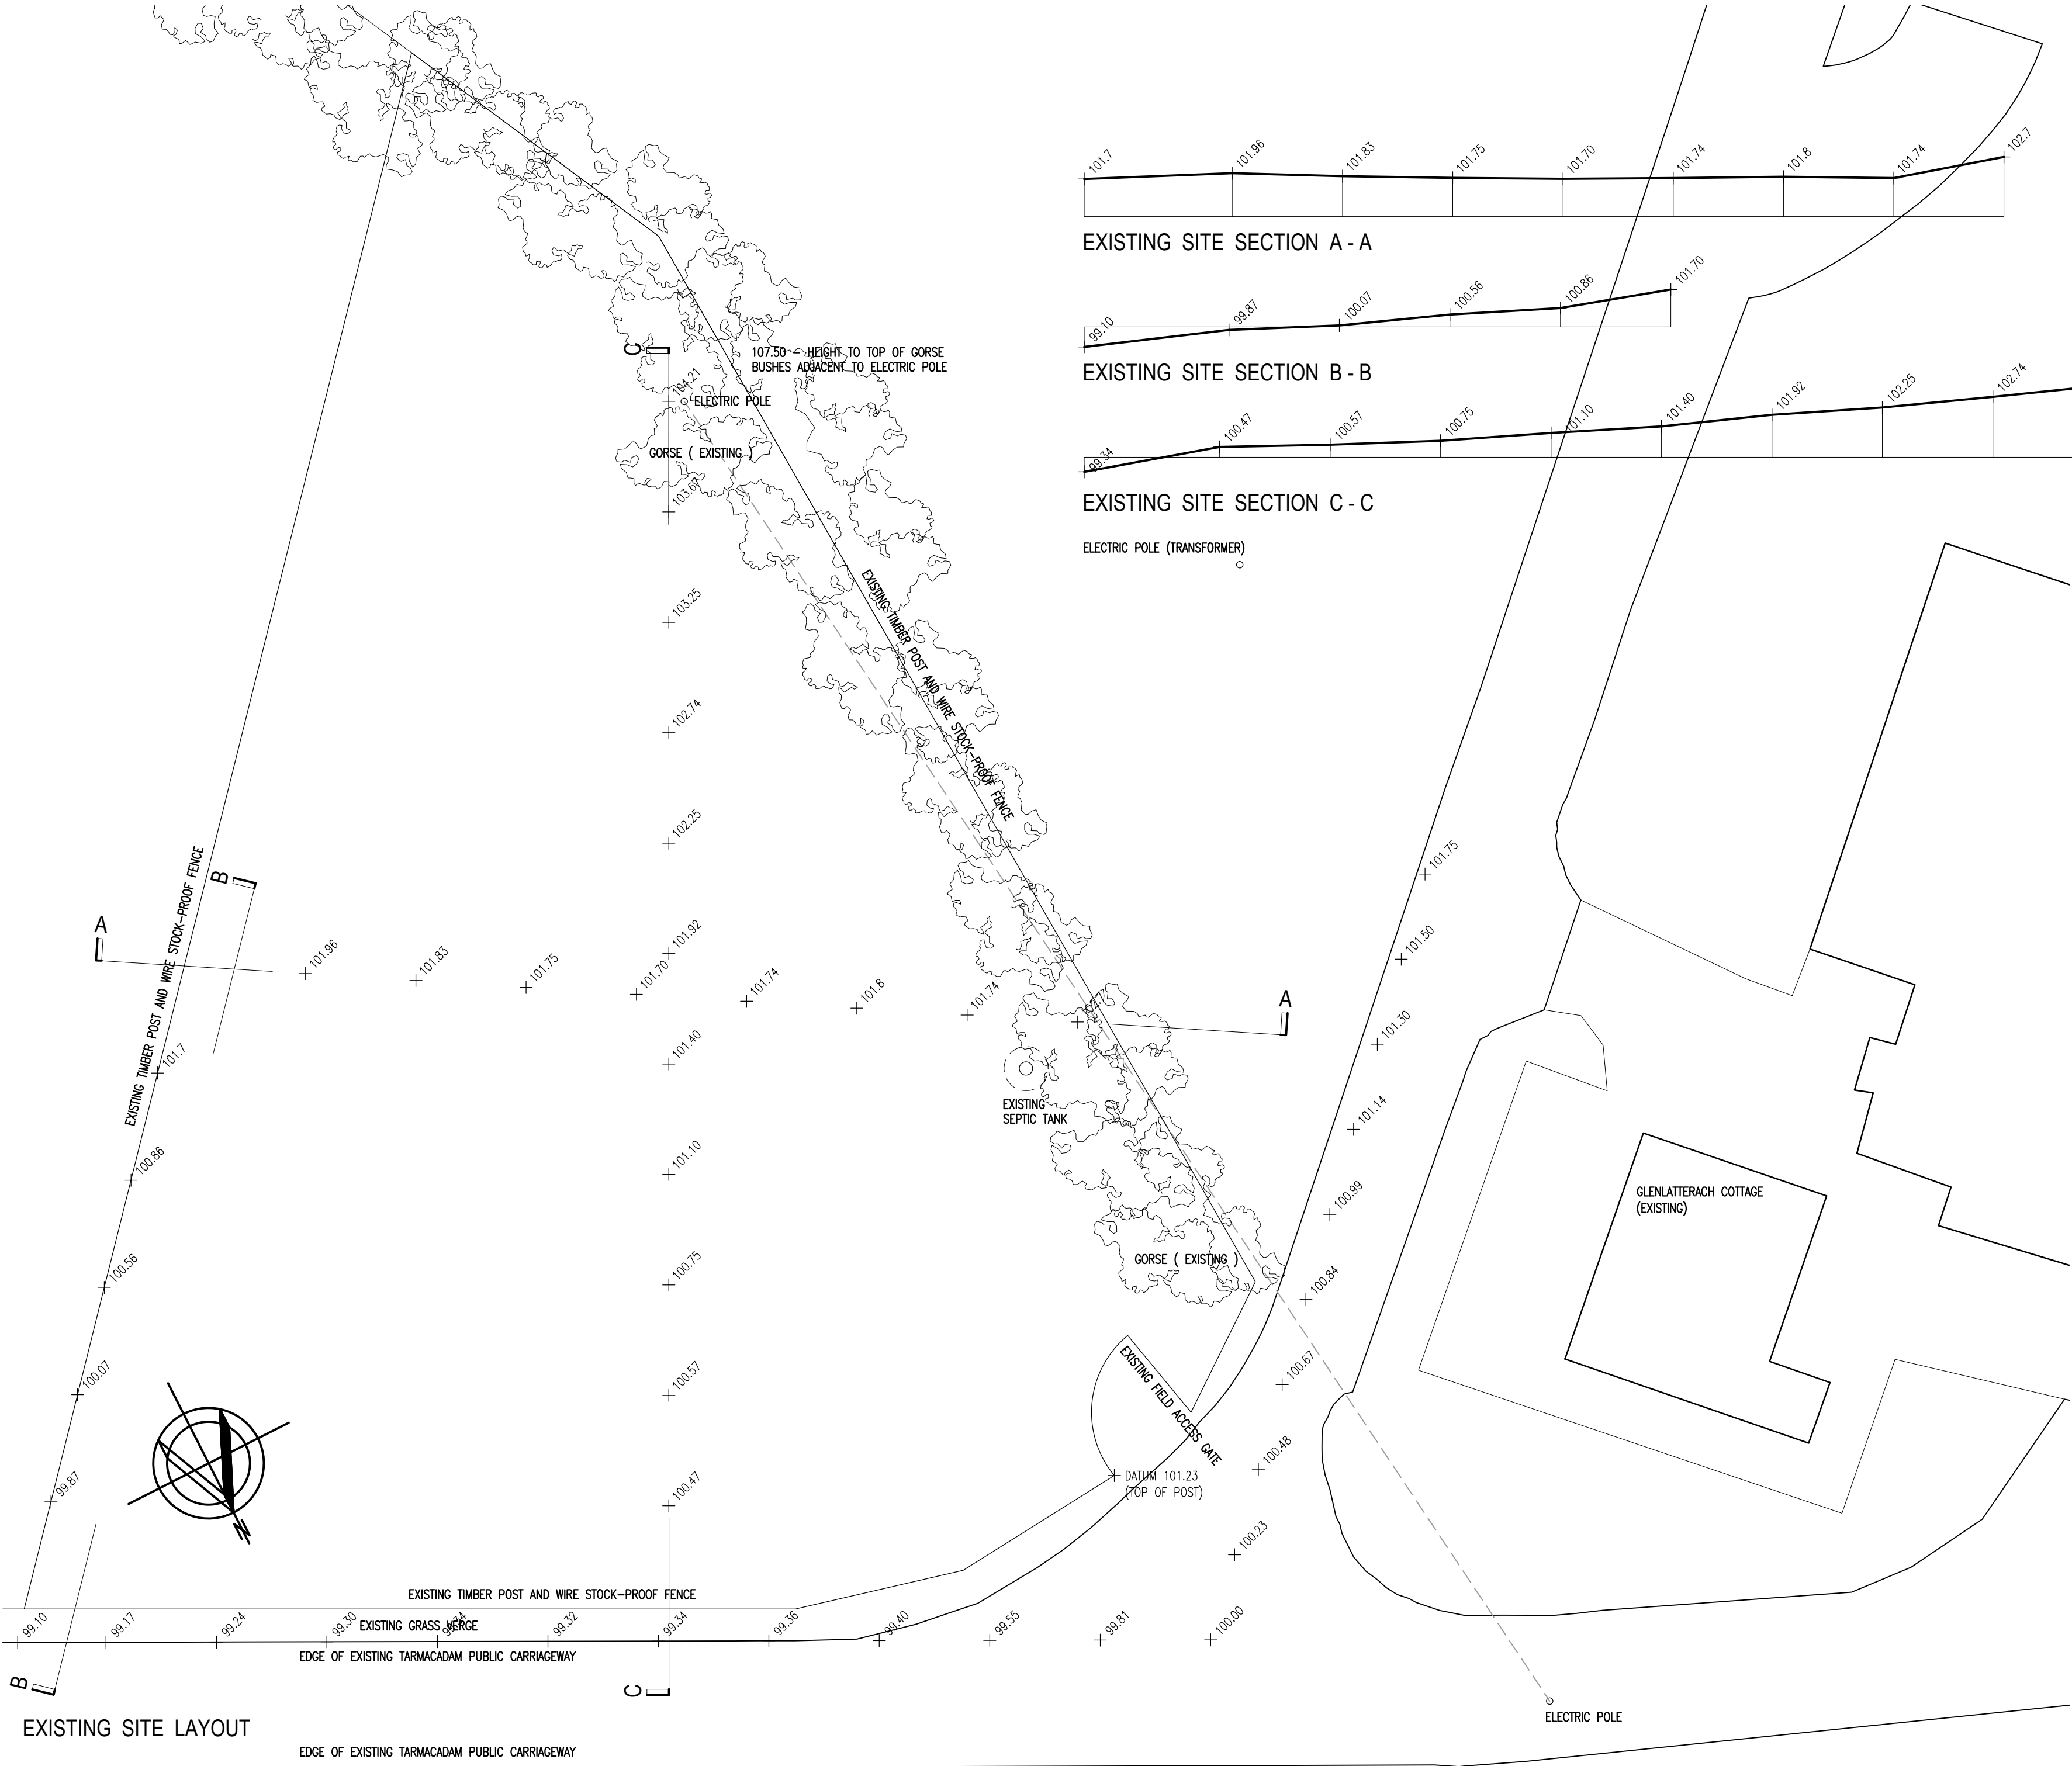 101.7
101.96
101.83
101.75
101.70
101.74
101.8
101.74
102.7
EXISTING SITE SECTION A - A
99.10
99.87
100.07
100.56
100.86
101.70
EXISTING SITE SECTION B - B
99.34
100.47
100.57
100.75
101.10
101.40
101.92
102.25
102.74
EXISTING SITE SECTION C - C
ELECTRIC POLE (TRANSFORMER)
C
107.50 - HEIGHT TO TOP OF GORSE
BUSHES ADJACENT TO ELECTRIC POLE
104.21
ELECTRIC POLE
GORSE ( EXISTING )
103.67
103.25
102.74
102.25
101.92
101.40
101.10
100.75
100.57
100.47
EXISTING TIMBER POST AND WIRE STOCK-PROOF FENCE
EXISTING TIMBER POST AND WIRE STOCK-PROOF FENCE
B
A
101.96
101.83
101.75
101.70
101.74
101.8
101.74
102.7
A
101.7
100.86
100.56
100.07
99.87
EXISTING
SEPTIC TANK
GORSE ( EXISTING )
101.75
101.50
101.30
101.14
100.99
100.84
100.67
100.48
100.23
GLENLATTERACH COTTAGE
(EXISTING)
EXISTING FIELD ACCESS GATE
DATUM 101.23
(TOP OF POST)
N
EXISTING TIMBER POST AND WIRE STOCK-PROOF FENCE
EXISTING GRASS VERGE
99.10
99.17
99.24
99.30
99.34
99.32
99.34
99.36
99.40
99.55
99.81
100.00
EDGE OF EXISTING TARMACADAM PUBLIC CARRIAGEWAY
B
C
ELECTRIC POLE
EXISTING SITE LAYOUT
EDGE OF EXISTING TARMACADAM PUBLIC CARRIAGEWAY